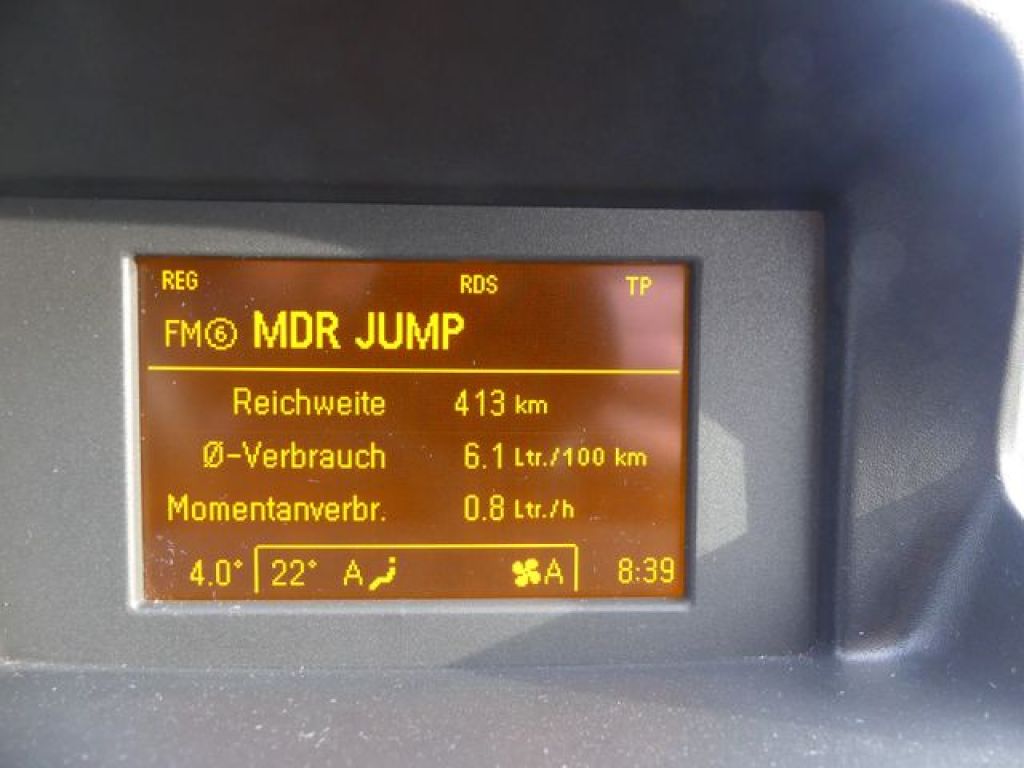 REG RDS TP
FM⑥ MDR JUMP
Reichweite 413 km
Ø-Verbrauch 6.1 Ltr./100 km
Momentanverbr. 0.8 Ltr./h
4.0° 22° A A 8:39